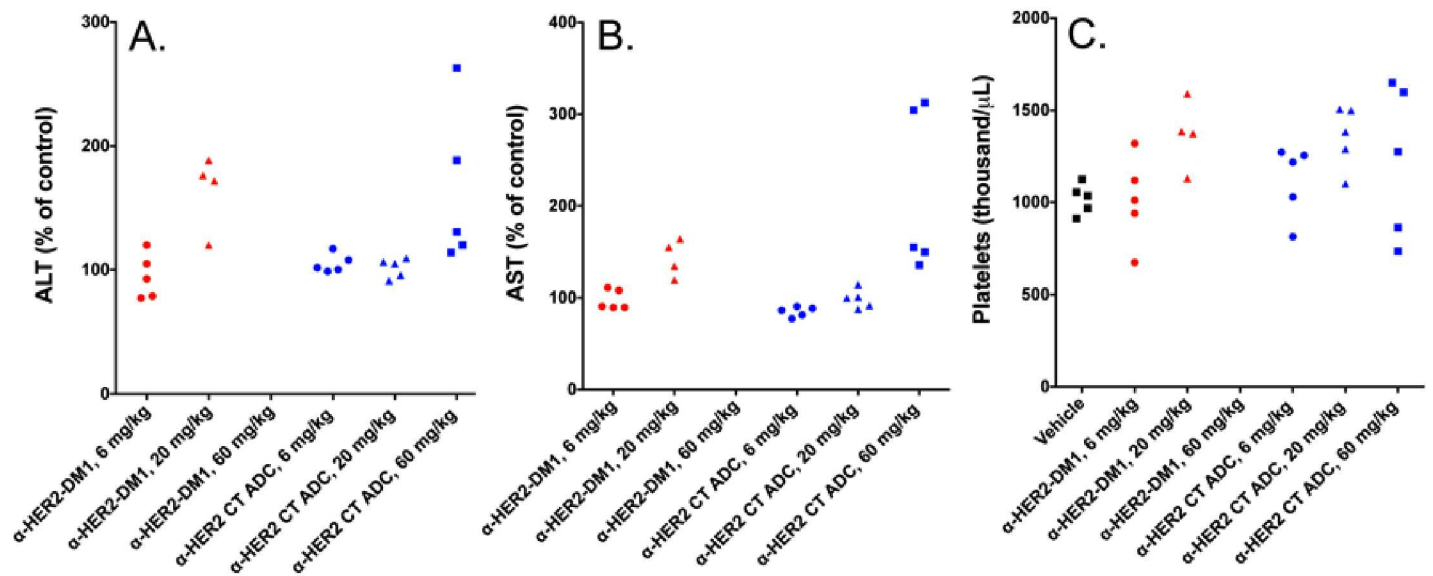 A.
ALT (% of control)
300
200
100
0
α-HER2-DM1, 6 mg/kg
α-HER2-DM1, 20 mg/kg
α-HER2-DM1, 60 mg/kg
α-HER2 CT ADC, 6 mg/kg
α-HER2 CT ADC, 20 mg/kg
α-HER2 CT ADC, 60 mg/kg
B.
AST (% of control)
400
300
200
100
0
α-HER2-DM1, 6 mg/kg
α-HER2-DM1, 20 mg/kg
α-HER2-DM1, 60 mg/kg
α-HER2 CT ADC, 6 mg/kg
α-HER2 CT ADC, 20 mg/kg
α-HER2 CT ADC, 60 mg/kg
C.
Platelets (thousand/μL)
2000
1500
1000
500
0
Vehicle
α-HER2-DM1, 6 mg/kg
α-HER2-DM1, 20 mg/kg
α-HER2-DM1, 60 mg/kg
α-HER2 CT ADC, 6 mg/kg
α-HER2 CT ADC, 20 mg/kg
α-HER2 CT ADC, 60 mg/kg